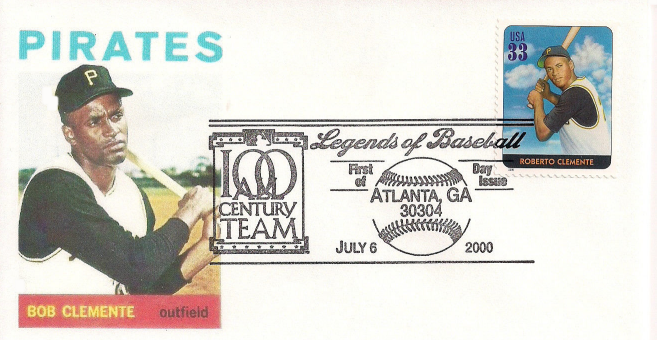 PIRATES
P
BOB CLEMENTE outfield
USA
33
ROBERTO CLEMENTE
Legends of Baseball
100
CENTURY
TEAM
First Day
of Issue
ATLANTA, GA
30304
JULY 6 2000